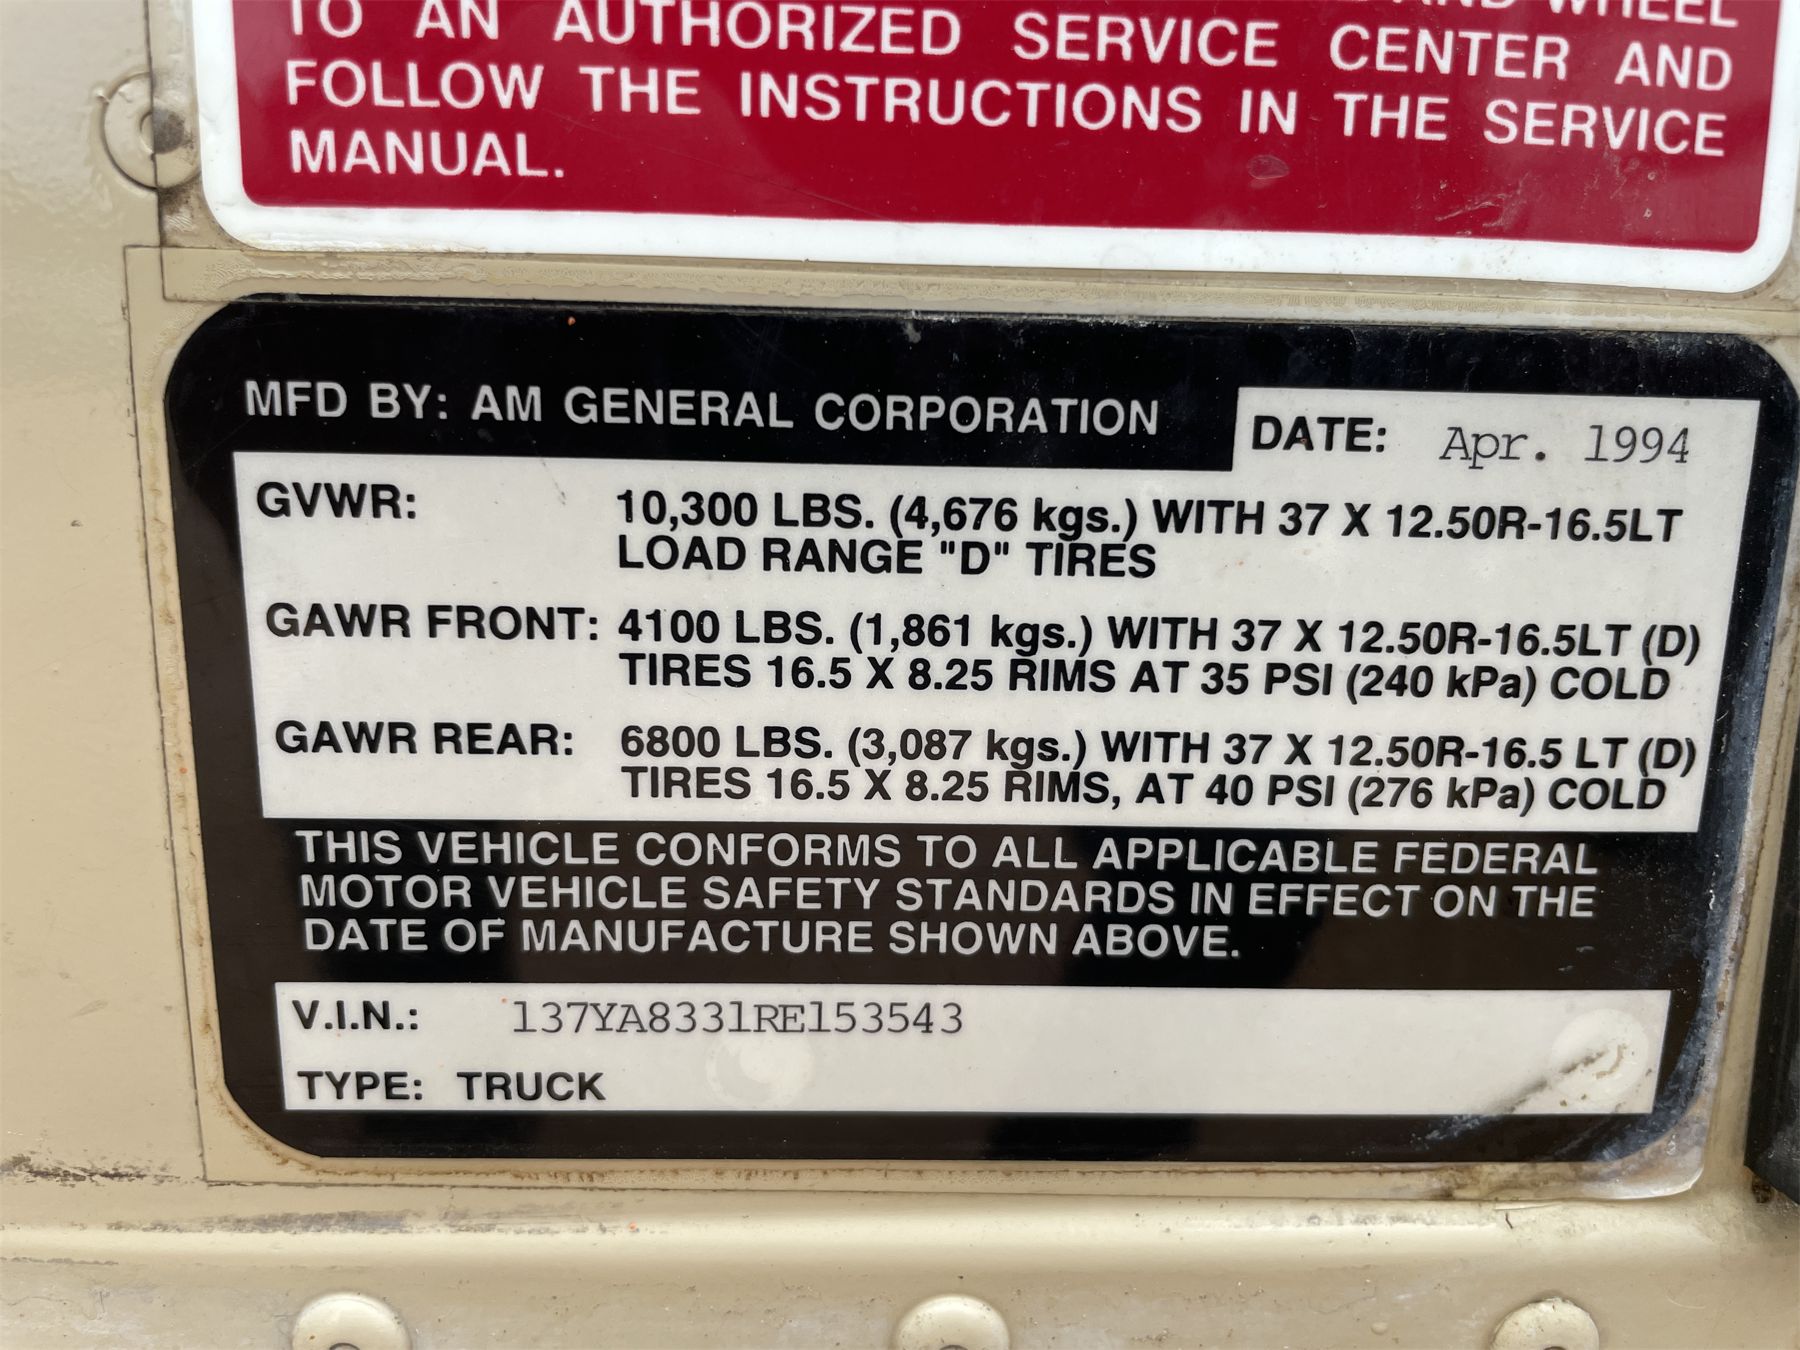 TO AN AUTHORIZED SERVICE CENTER AND
FOLLOW THE INSTRUCTIONS IN THE SERVICE
MANUAL.
MFD BY: AM GENERAL CORPORATION
DATE: Apr. 1994
GVWR: 10,300 LBS. (4,676 kgs.) WITH 37 X 12.50R-16.5LT
LOAD RANGE "D" TIRES
GAWR FRONT: 4100 LBS. (1,861 kgs.) WITH 37 X 12.50R-16.5LT (D)
TIRES 16.5 X 8.25 RIMS AT 35 PSI (240 kPa) COLD
GAWR REAR: 6800 LBS. (3,087 kgs.) WITH 37 X 12.50R-16.5 LT (D)
TIRES 16.5 X 8.25 RIMS, AT 40 PSI (276 kPa) COLD
THIS VEHICLE CONFORMS TO ALL APPLICABLE FEDERAL
MOTOR VEHICLE SAFETY STANDARDS IN EFFECT ON THE
DATE OF MANUFACTURE SHOWN ABOVE.
V.I.N.: 137YA8331RE153543
TYPE: TRUCK